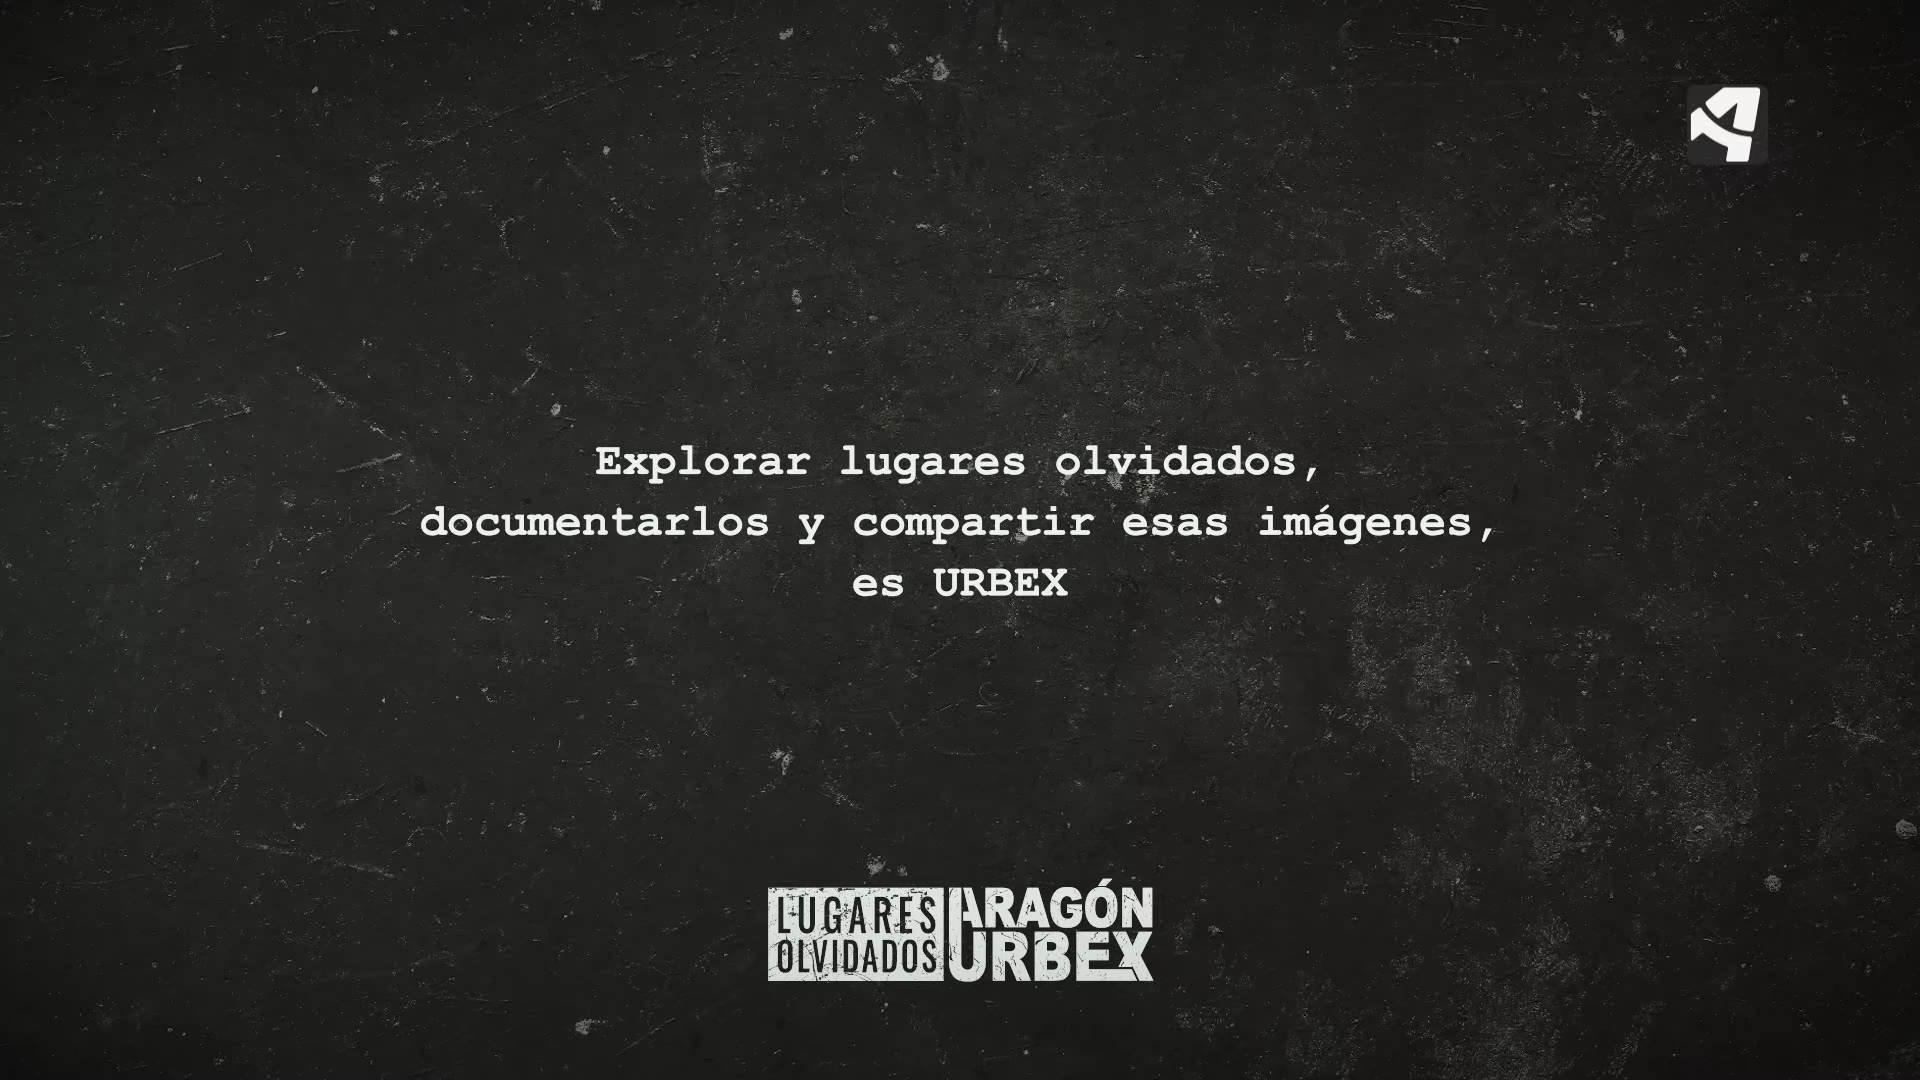 Explorar lugares olvidados,
documentarlos y compartir esas imágenes,
es URBEX
LUGARES
OLVIDADOS
ARAGÓN
URBEX